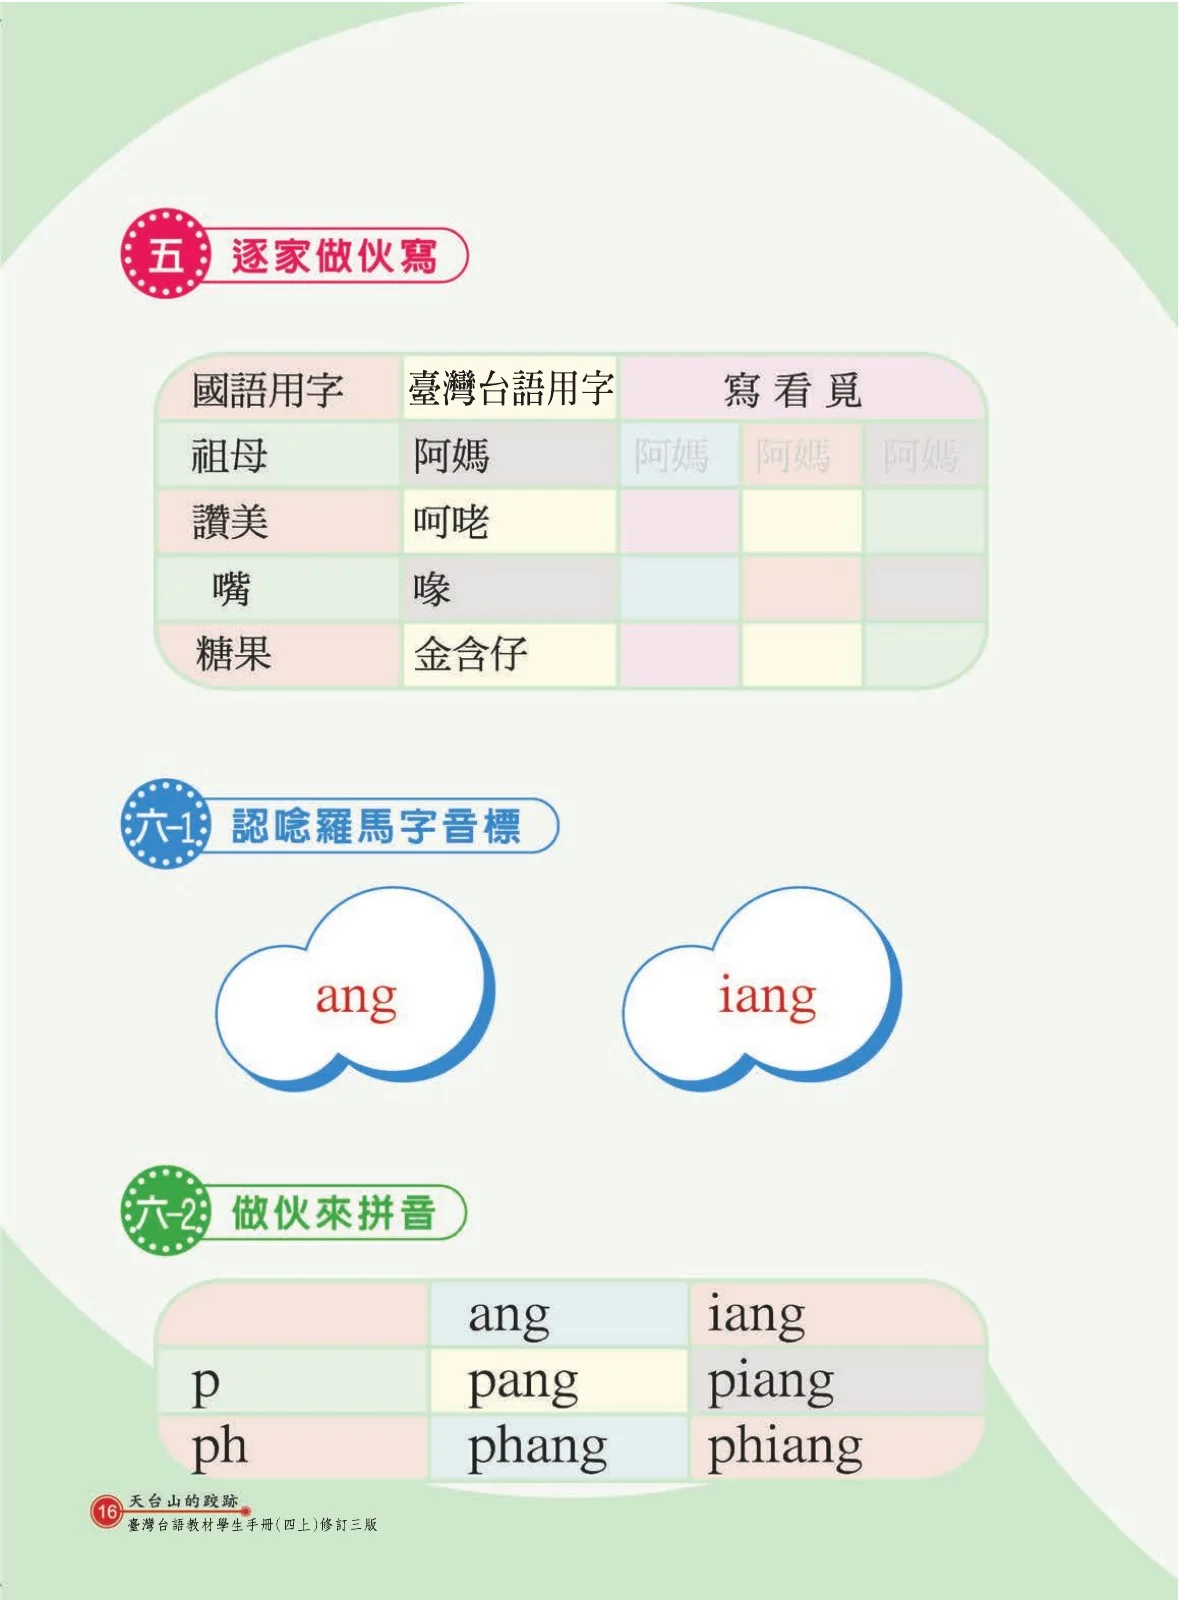 五 逐家做伙寫
國語用字 臺灣台語用字 寫看覓
祖母 阿媽 阿媽 阿媽 阿媽
讚美 呵咾
嘴 喙
糖果 金含仔
六-1 認唸羅馬字音標
ang iang
六-2 做伙來拼音
ang iang
p pang piang
ph phang phiang
16 天台山的跤跡
臺灣台語教材學生手冊(四上)修訂三版